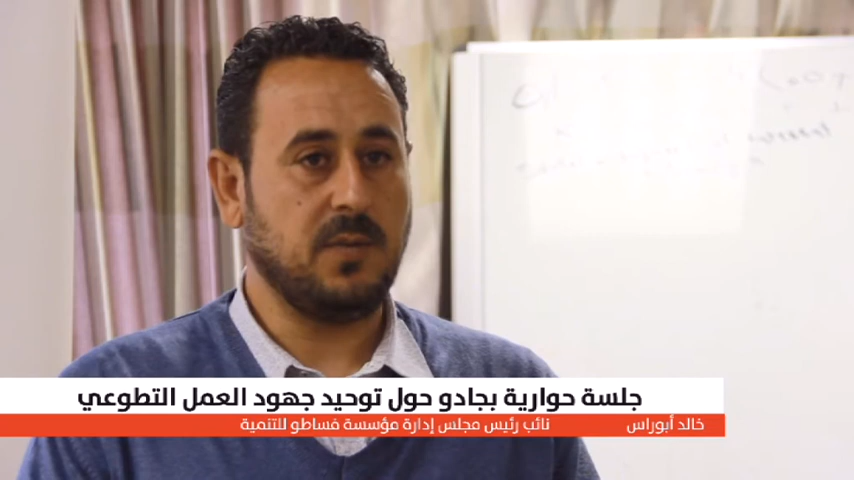 جلسة حوارية بجادو حول توحيد جهود العمل التطوعي
خالد أبوراس نائب رئيس مجلس إدارة مؤسسة فساطو للتنمية